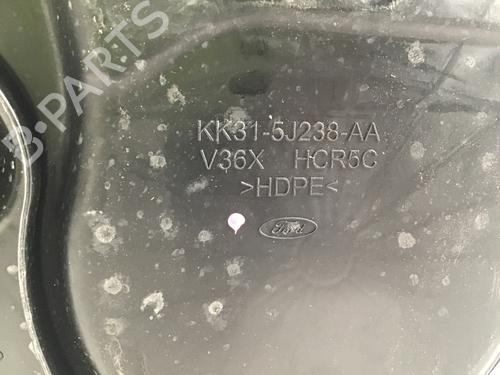 B-PARTS
KK31-5J238-AA
V36X HCR5C
>HDPE<
Ford